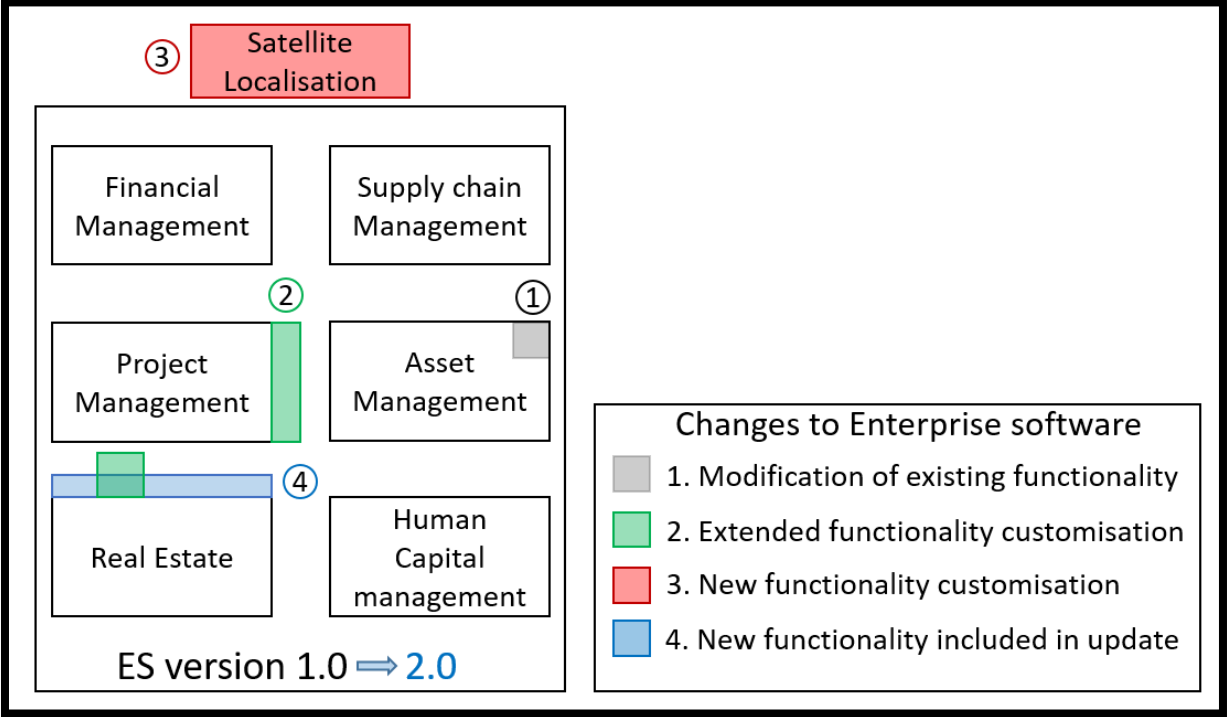 3
Satellite
Localisation
Financial
Management
Supply chain
Management
2
1
Project
Management
Asset
Management
4
Real Estate
Human
Capital
management
ES version 1.0 2.0
Changes to Enterprise software
1. Modification of existing functionality
2. Extended functionality customisation
3. New functionality customisation
4. New functionality included in update